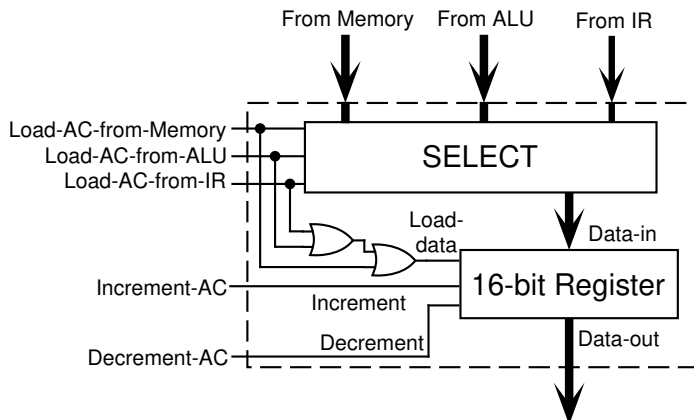 From Memory
From ALU
From IR
Load-AC-from-Memory
Load-AC-from-ALU
Load-AC-from-IR
SELECT
Load-
data
Data-in
16-bit Register
Increment-AC
Increment
Decrement
Data-out
Decrement-AC